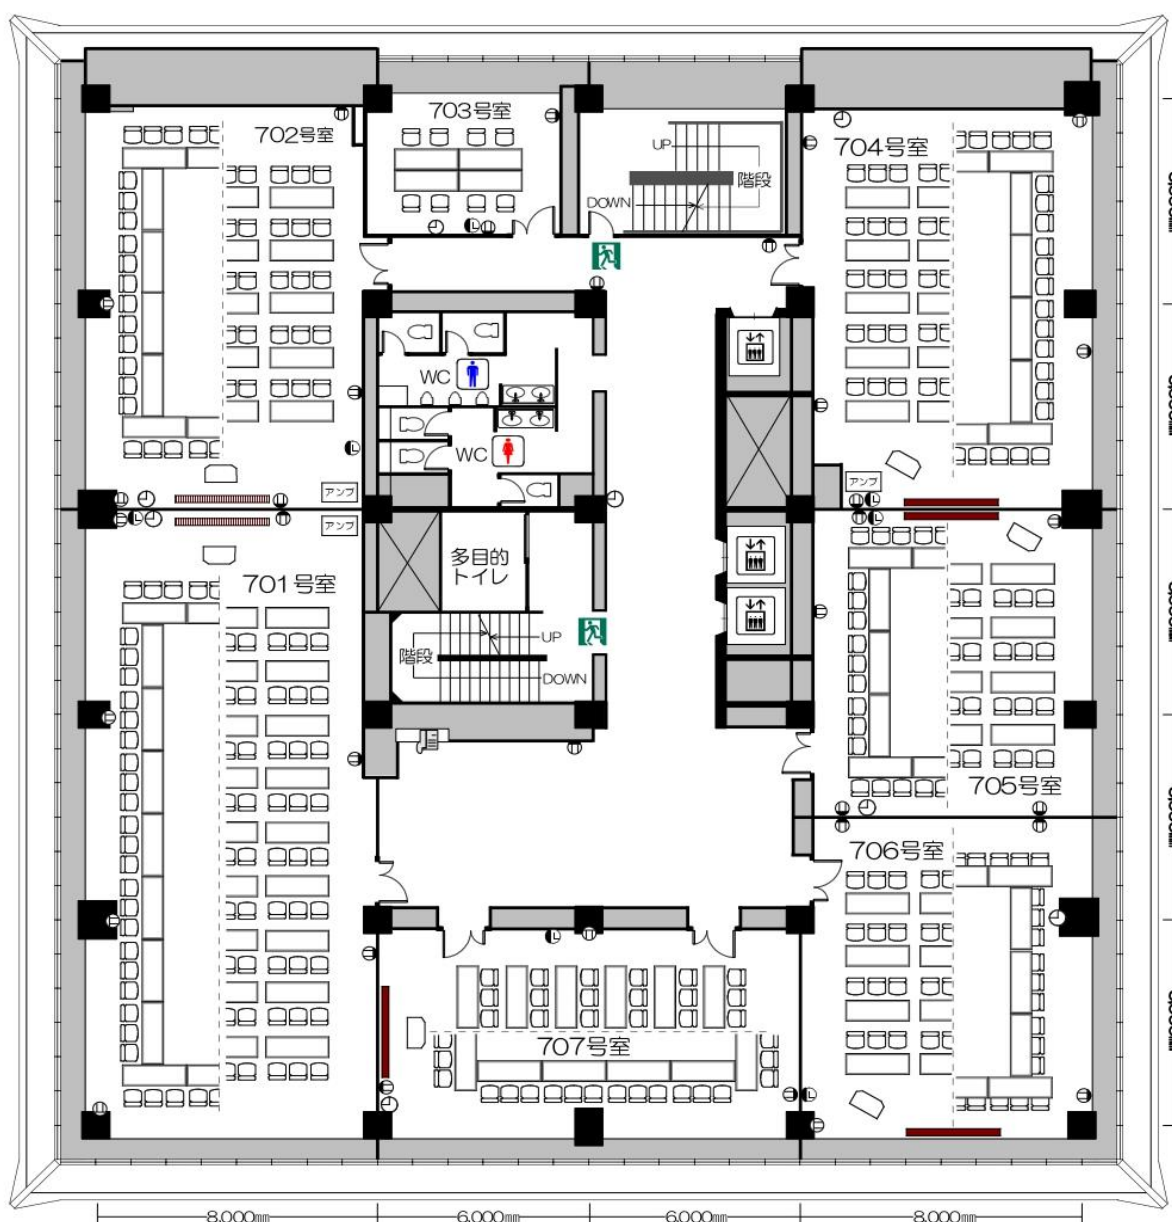 703号室
702号室
704号室
UP
階段
DOWN
WC
WC
アンプ
アンプ
アンプ
多目的
トイレ
701号室
UP
階段
DOWN
705号室
706号室
707号室
8,000㎜
6,000㎜
6,000㎜
8,000㎜